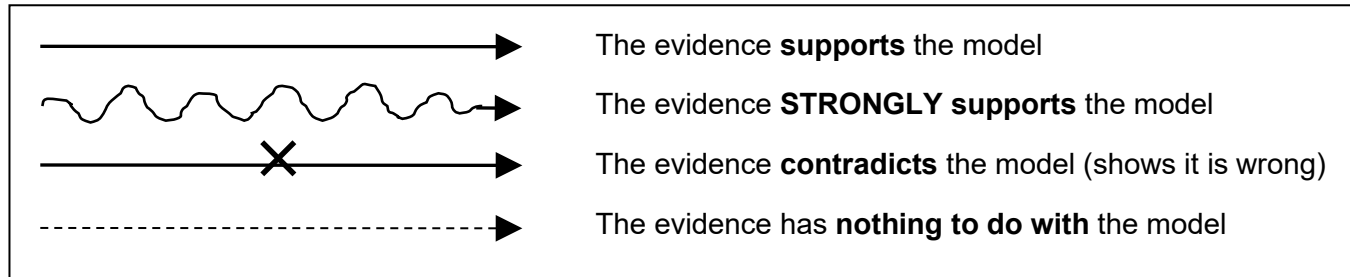 The evidence supports the model
The evidence STRONGLY supports the model
The evidence contradicts the model (shows it is wrong)
The evidence has nothing to do with the model